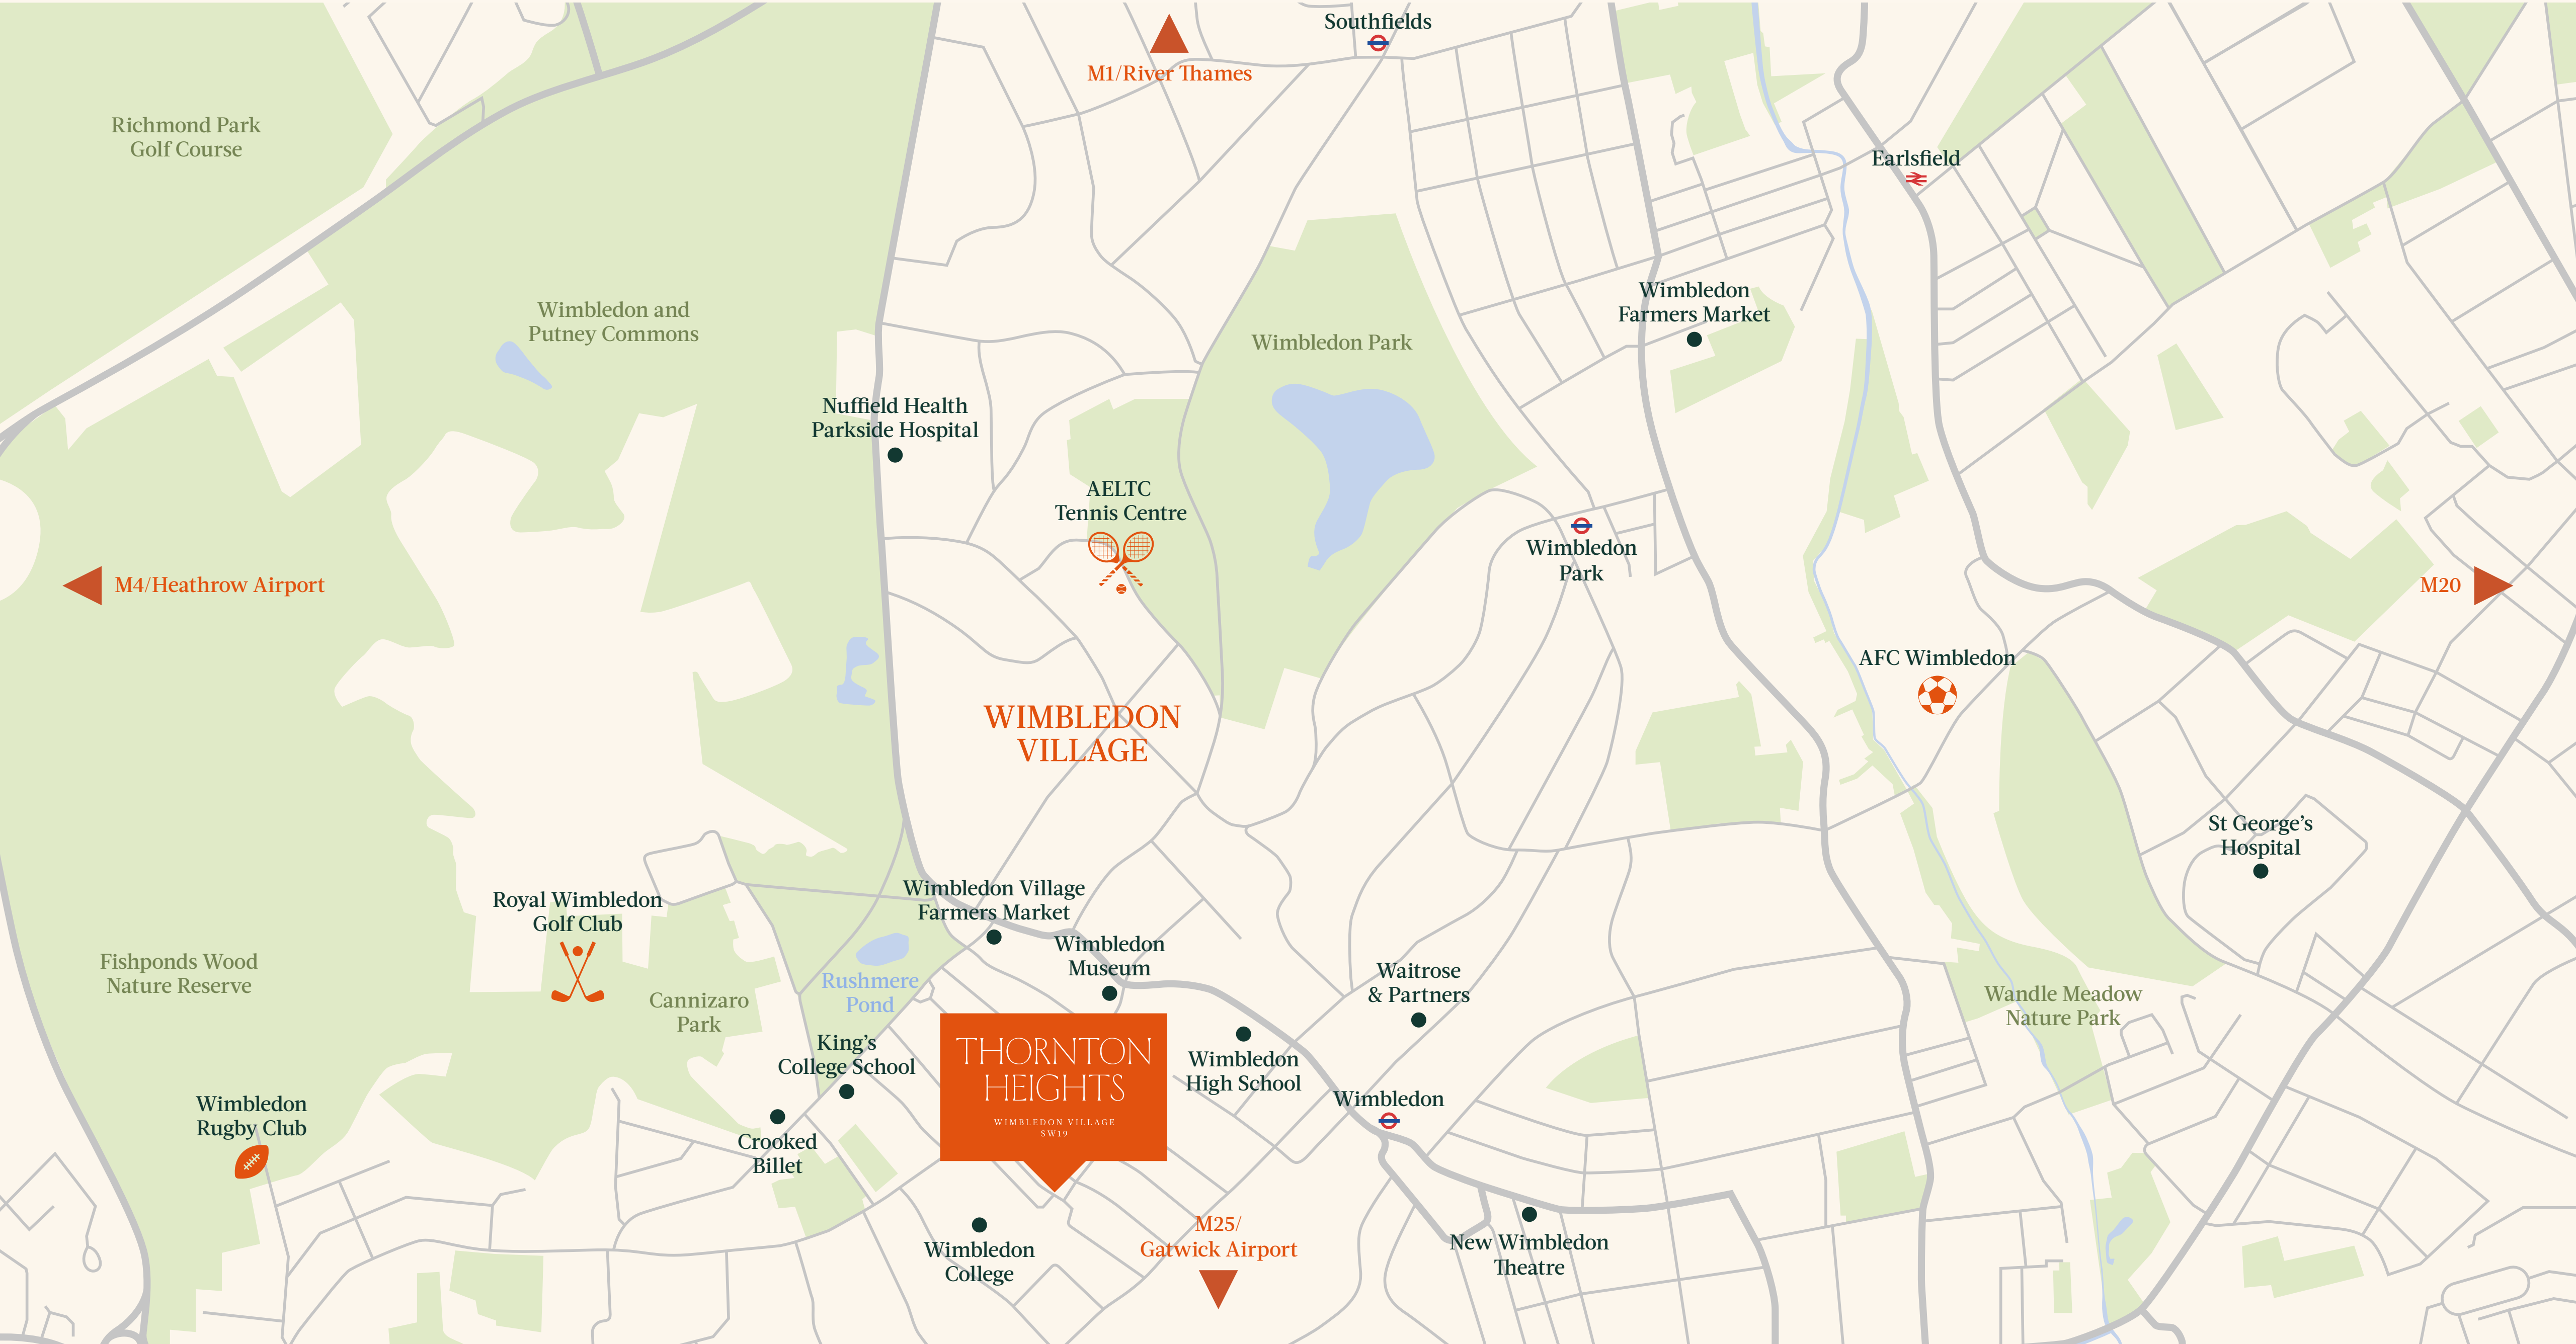 Southfields
M1/River Thames
Richmond Park
Golf Course
Earlsfield
Wimbledon and
Putney Commons
Wimbledon
Farmers Market
Wimbledon Park
Nuffield Health
Parkside Hospital
AELTC
Tennis Centre
Wimbledon
Park
M4/Heathrow Airport
M20
AFC Wimbledon
WIMBLEDON
VILLAGE
St George’s
Hospital
Royal Wimbledon
Golf Club
Wimbledon Village
Farmers Market
Wimbledon
Museum
Fishponds Wood
Nature Reserve
Cannizaro
Park
Rushmere
Pond
Waitrose
& Partners
Wandle Meadow
Nature Park
King’s
College School
THORNTON
HEIGHTS
WIMBLEDON VILLAGE
SW19
Wimbledon
High School
Wimbledon
Wimbledon
Rugby Club
Crooked
Billet
Wimbledon
College
M25/
Gatwick Airport
New Wimbledon
Theatre